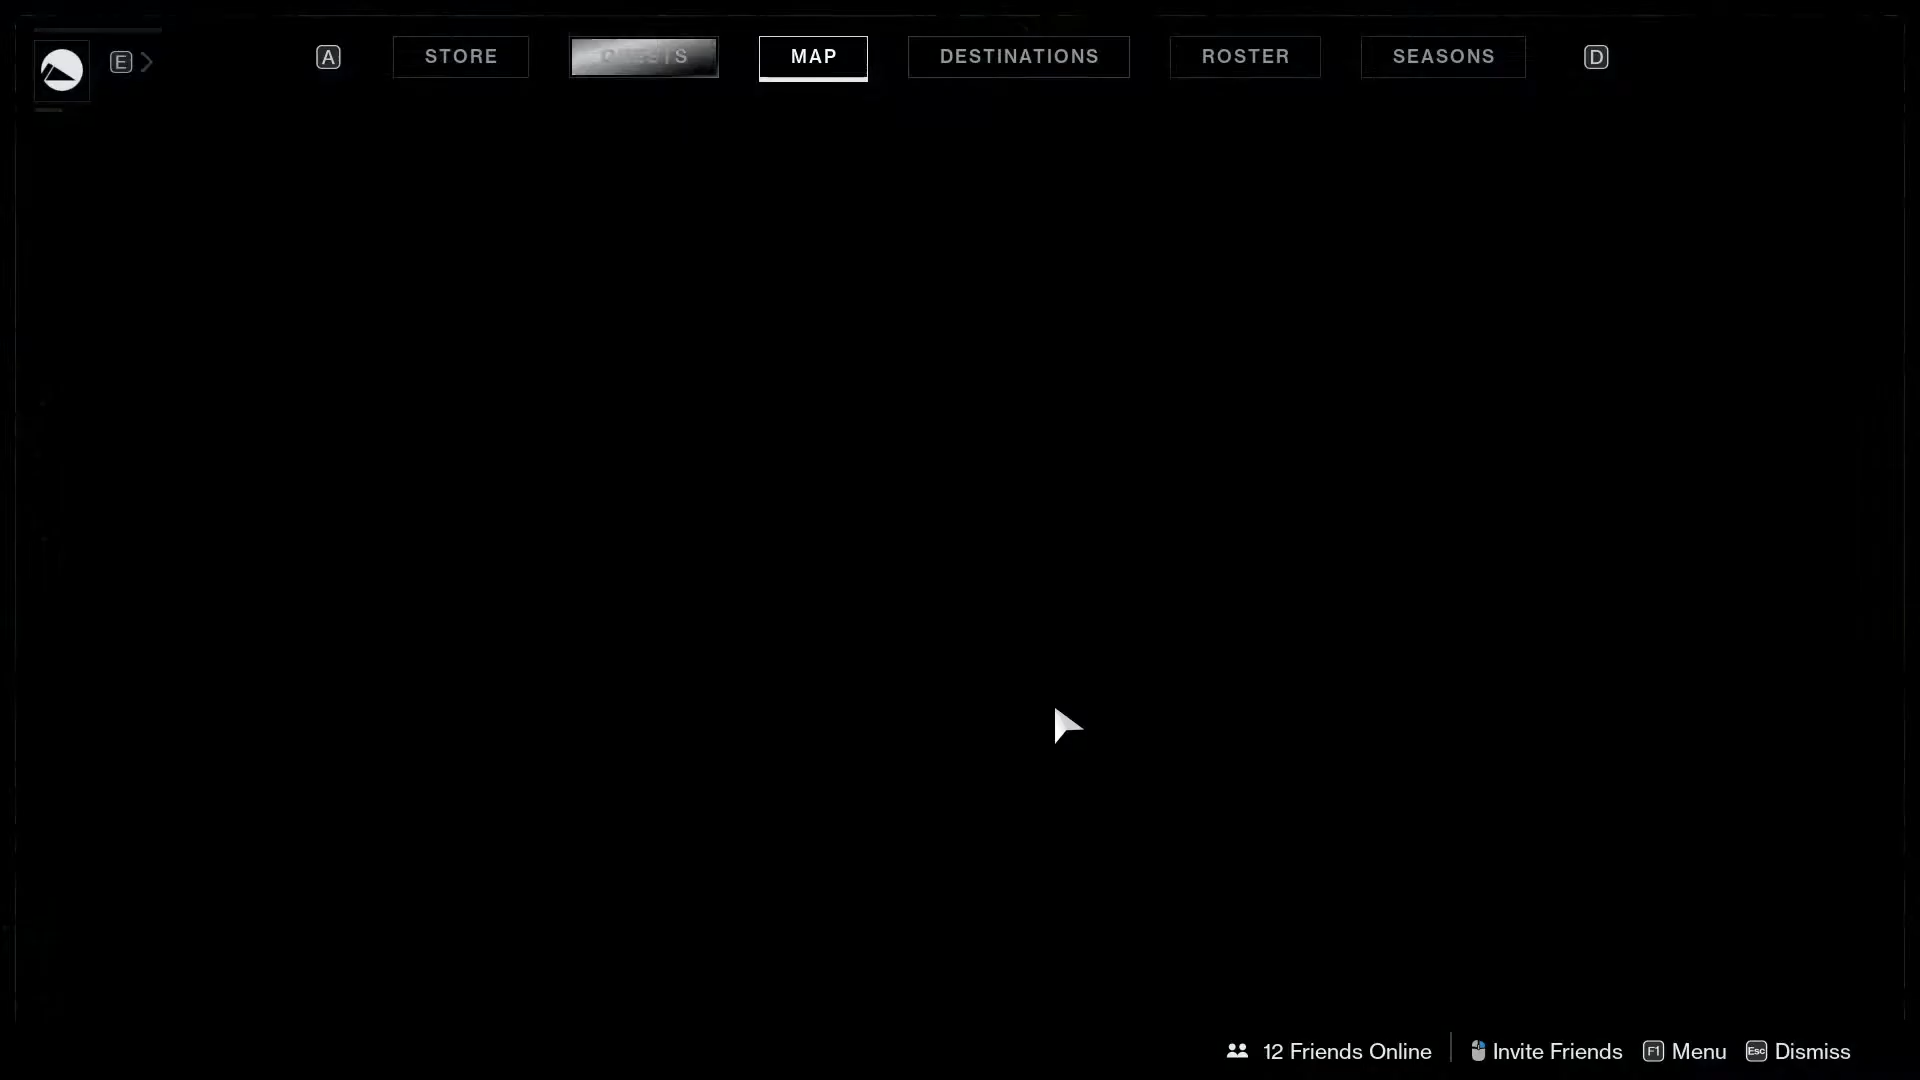 E
A
STORE
MAP
DESTINATIONS
ROSTER
SEASONS
D
12 Friends Online
Invite Friends
F1 Menu
Esc Dismiss